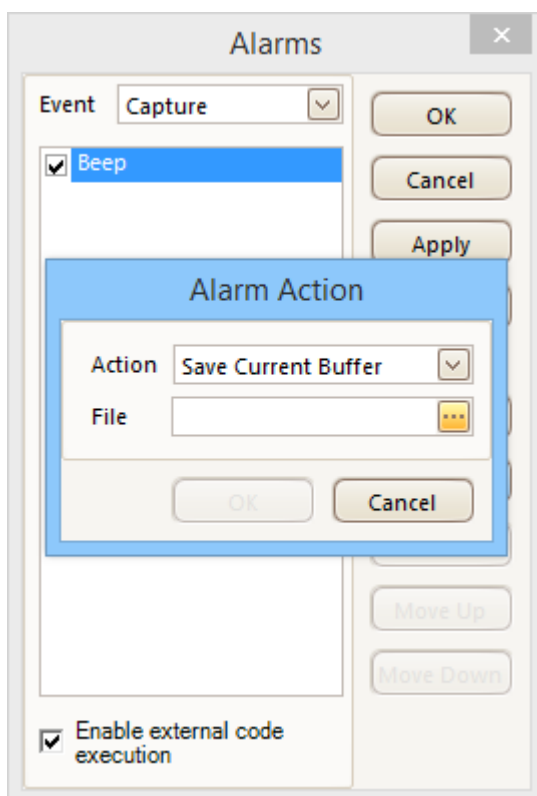 Alarms
Event Capture
OK
Beep
Cancel
Apply
Alarm Action
Action Save Current Buffer
File
OK Cancel
Move Up
Move Down
Enable external code
execution